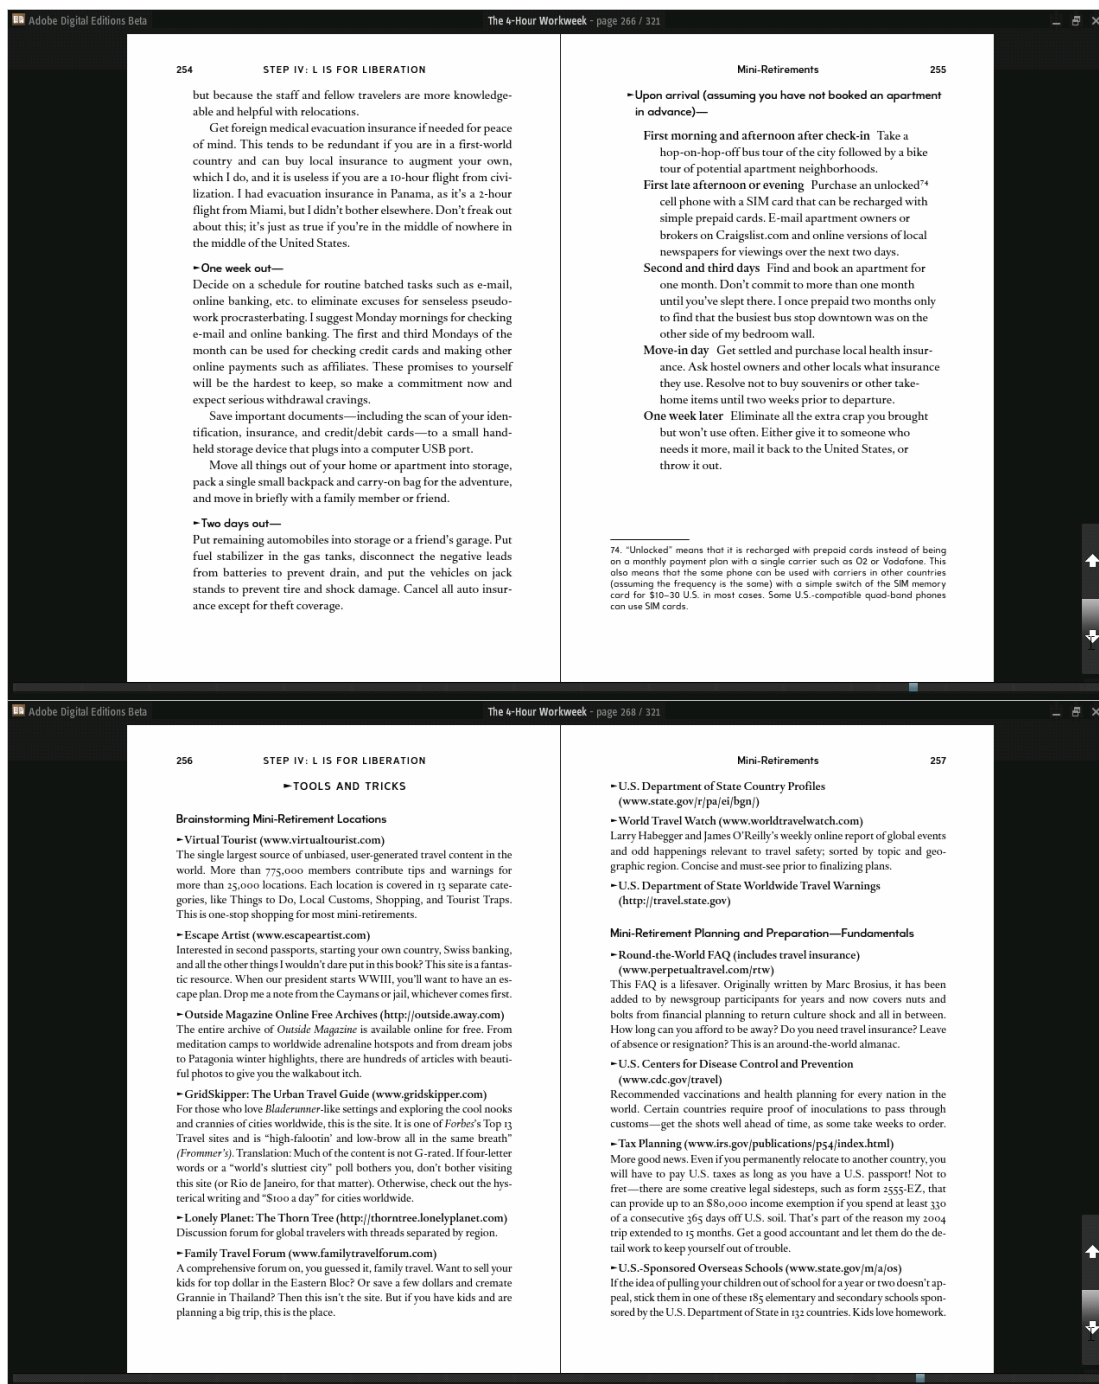 Adobe Digital Editions Beta
The 4-Hour Workweek - page 266 / 321
254 STEP IV: L IS FOR LIBERATION
but because the staff and fellow travelers are more knowledge-
able and helpful with relocations.
Get foreign medical evacuation insurance if needed for peace
of mind. This tends to be redundant if you are in a first-world
country and can buy local insurance to augment your own,
which I do, and it is useless if you are a 10-hour flight from civi-
lization. I had evacuation insurance in Panama, as it's a 2-hour
flight from Miami, but I didn't bother elsewhere. Don't freak out
about this; it's just as true if you're in the middle of nowhere in
the middle of the United States.
►One week out—
Decide on a schedule for routine batched tasks such as e-mail,
online banking, etc. to eliminate excuses for senseless pseudo-
work procrasterbating. I suggest Monday mornings for checking
e-mail and online banking. The first and third Mondays of the
month can be used for checking credit cards and making other
online payments such as affiliates. These promises to yourself
will be the hardest to keep, so make a commitment now and
expect serious withdrawal cravings.
Save important documents—including the scan of your iden-
tification, insurance, and credit/debit cards—to a small hand-
held storage device that plugs into a computer USB port.
Move all things out of your home or apartment into storage,
pack a single small backpack and carry-on bag for the adventure,
and move in briefly with a family member or friend.
►Two days out—
Put remaining automobiles into storage or a friend's garage. Put
fuel stabilizer in the gas tanks, disconnect the negative leads
from batteries to prevent drain, and put the vehicles on jack
stands to prevent tire and shock damage. Cancel all auto insur-
ance except for theft coverage.
Mini-Retirements 255
►Upon arrival (assuming you have not booked an apartment
in advance)—
First morning and afternoon after check-in Take a
hop-on-hop-off bus tour of the city followed by a bike
tour of potential apartment neighborhoods.
First late afternoon or evening Purchase an unlocked74
cell phone with a SIM card that can be recharged with
simple prepaid cards. E-mail apartment owners or
brokers on Craigslist.com and online versions of local
newspapers for viewings over the next two days.
Second and third days Find and book an apartment for
one month. Don't commit to more than one month
until you've slept there. I once prepaid two months only
to find that the busiest bus stop downtown was on the
other side of my bedroom wall.
Move-in day Get settled and purchase local health insur-
ance. Ask hostel owners and other locals what insurance
they use. Resolve not to buy souvenirs or other take-
home items until two weeks prior to departure.
One week later Eliminate all the extra crap you brought
but won't use often. Either give it to someone who
needs it more, mail it back to the United States, or
throw it out.
74. "Unlocked" means that it is recharged with prepaid cards instead of being
on a monthly payment plan with a single carrier such as O2 or Vodafone. This
also means that the same phone can be used with carriers in other countries
(assuming the frequency is the same) with a simple switch of the SIM memory
card for $10–30 U.S. in most cases. Some U.S.-compatible quad-band phones
can use SIM cards.
Adobe Digital Editions Beta
The 4-Hour Workweek - page 268 / 321
256 STEP IV: L IS FOR LIBERATION
►TOOLS AND TRICKS
Brainstorming Mini-Retirement Locations
►Virtual Tourist (www.virtualtourist.com)
The single largest source of unbiased, user-generated travel content in the
world. More than 775,000 members contribute tips and warnings for
more than 25,000 locations. Each location is covered in 13 separate cate-
gories, like Things to Do, Local Customs, Shopping, and Tourist Traps.
This is one-stop shopping for most mini-retirements.
►Escape Artist (www.escapeartist.com)
Interested in second passports, starting your own country, Swiss banking,
and all the other things I wouldn't dare put in this book? This site is a fantas-
tic resource. When our president starts WWIII, you'll want to have an es-
cape plan. Drop me a note from the Caymans or jail, whichever comes first.
►Outside Magazine Online Free Archives (http://outside.away.com)
The entire archive of Outside Magazine is available online for free. From
meditation camps to worldwide adrenaline hotspots and from dream jobs
to Patagonia winter highlights, there are hundreds of articles with beauti-
ful photos to give you the walkabout itch.
►GridSkipper: The Urban Travel Guide (www.gridskipper.com)
For those who love Bladerunner-like settings and exploring the cool nooks
and crannies of cities worldwide, this is the site. It is one of Forbes's Top 13
Travel sites and is "high-falootin' and low-brow all in the same breath"
(Frommer's). Translation: Much of the content is not G-rated. If four-letter
words or a "world's sluttiest city" poll bothers you, don't bother visiting
this site (or Rio de Janeiro, for that matter). Otherwise, check out the hys-
terical writing and "$100 a day" for cities worldwide.
►Lonely Planet: The Thorn Tree (http://thorntree.lonelyplanet.com)
Discussion forum for global travelers with threads separated by region.
►Family Travel Forum (www.familytravelforum.com)
A comprehensive forum on, you guessed it, family travel. Want to sell your
kids for top dollar in the Eastern Bloc? Or save a few dollars and cremate
Grannie in Thailand? Then this isn't the site. But if you have kids and are
planning a big trip, this is the place.
Mini-Retirements 257
►U.S. Department of State Country Profiles
(www.state.gov/r/pa/ei/bgn/)
►World Travel Watch (www.worldtravelwatch.com)
Larry Habegger and James O'Reilly's weekly online report of global events
and odd happenings relevant to travel safety; sorted by topic and geo-
graphic region. Concise and must-see prior to finalizing plans.
►U.S. Department of State Worldwide Travel Warnings
(http://travel.state.gov)
Mini-Retirement Planning and Preparation—Fundamentals
►Round-the-World FAQ (includes travel insurance)
(www.perpetualtravel.com/rtw)
This FAQ is a lifesaver. Originally written by Marc Brosius, it has been
added to by newsgroup participants for years and now covers nuts and
bolts from financial planning to return culture shock and all in between.
How long can you afford to be away? Do you need travel insurance? Leave
of absence or resignation? This is an around-the-world almanac.
►U.S. Centers for Disease Control and Prevention
(www.cdc.gov/travel)
Recommended vaccinations and health planning for every nation in the
world. Certain countries require proof of inoculations to pass through
customs—get the shots well ahead of time, as some take weeks to order.
►Tax Planning (www.irs.gov/publications/p54/index.html)
More good news. Even if you permanently relocate to another country, you
will have to pay U.S. taxes as long as you have a U.S. passport! Not to
fret—there are some creative legal sidesteps, such as form 2555-EZ, that
can provide up to an $80,000 income exemption if you spend at least 330
of a consecutive 365 days off U.S. soil. That's part of the reason my 2004
trip extended to 15 months. Get a good accountant and let them do the de-
tail work to keep yourself out of trouble.
►U.S.-Sponsored Overseas Schools (www.state.gov/m/a/os)
If the idea of pulling your children out of school for a year or two doesn't ap-
peal, stick them in one of these 185 elementary and secondary schools spon-
sored by the U.S. Department of State in 132 countries. Kids love homework.